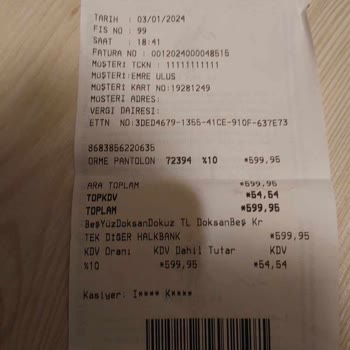 TARİH : 03/01/2024
FİS NO : 99
SAAT : 18:41
FATURA NO : 0012024000048515
MÜŞTERİ TCKN : 11111111111
MÜŞTERİ:EMRE ULUS
MÜŞTERİ KART NO:19281249
MÜŞTERİ ADRES:
VERGİ DAİRESİ:
ETTN NO:3DED4679-1355-41CE-910F-637E73
8683856220635
ORME PANTOLON 72394 %10 *599,95
ARA TOPLAM *599,95
TOPKDV *54,54
TOPLAM *599,95
BeşYüzDoksanDokuz TL DoksanBeş Kr
TEK DİĞER HALKBANK *599,95
KDV Oranı KDV Dahil Tutar KDV
%10 *599,95 *54,54
Kasiyer: I**** K****